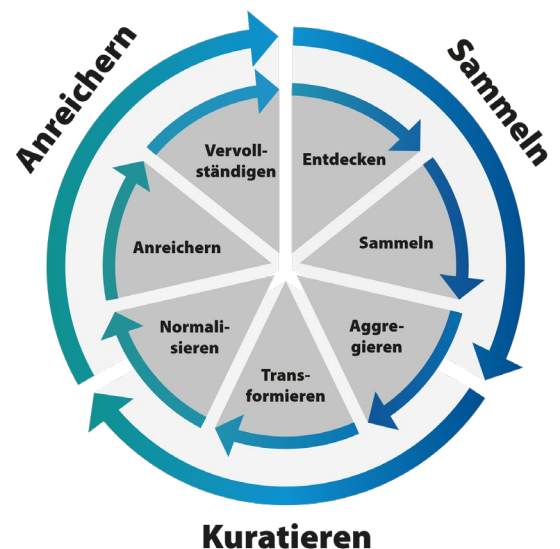 Anreichern
Sammeln
Vervoll-
ständigen
Entdecken
Anreichern
Sammeln
Normali-
sieren
Aggre-
gieren
Trans-
formieren
Kuratieren